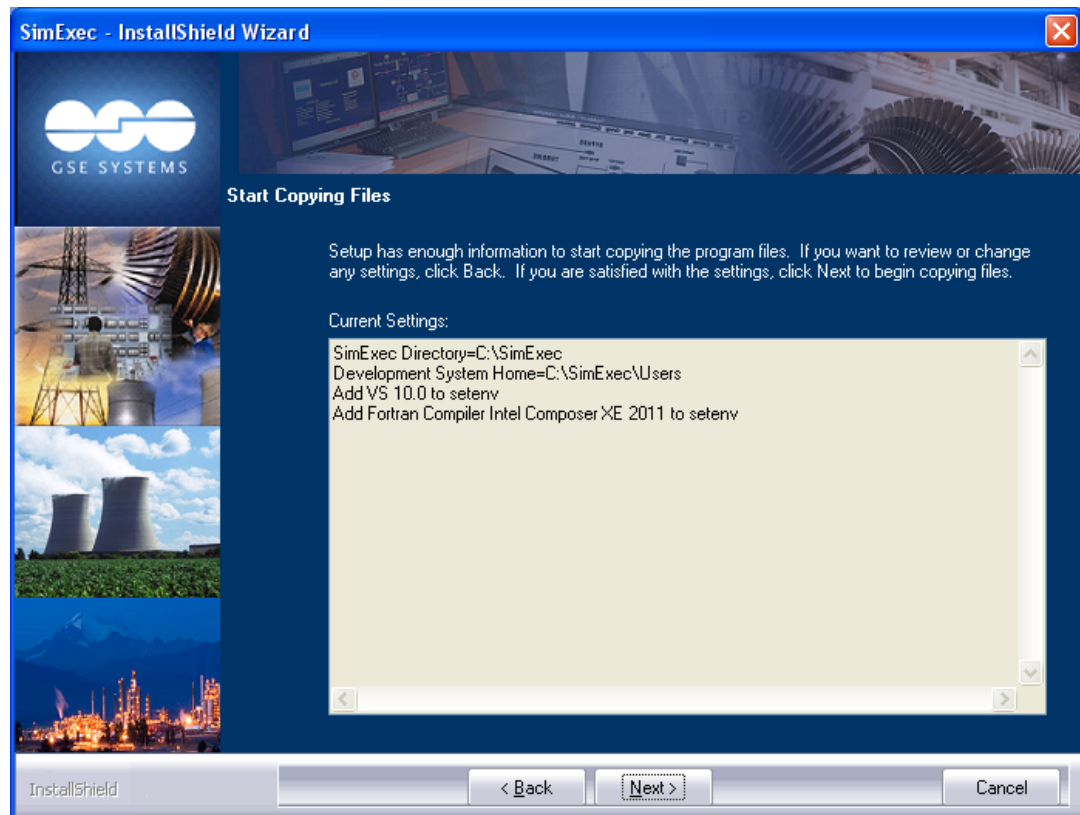 SimExec - InstallShield Wizard
GSE SYSTEMS
Start Copying Files
Setup has enough information to start copying the program files. If you want to review or change
any settings, click Back. If you are satisfied with the settings, click Next to begin copying files.
Current Settings:
SimExec Directory=C:\SimExec
Development System Home=C:\SimExec\Users
Add VS 10.0 to setenv
Add Fortran Compiler Intel Composer XE 2011 to setenv
InstallShield
< Back
Next >
Cancel